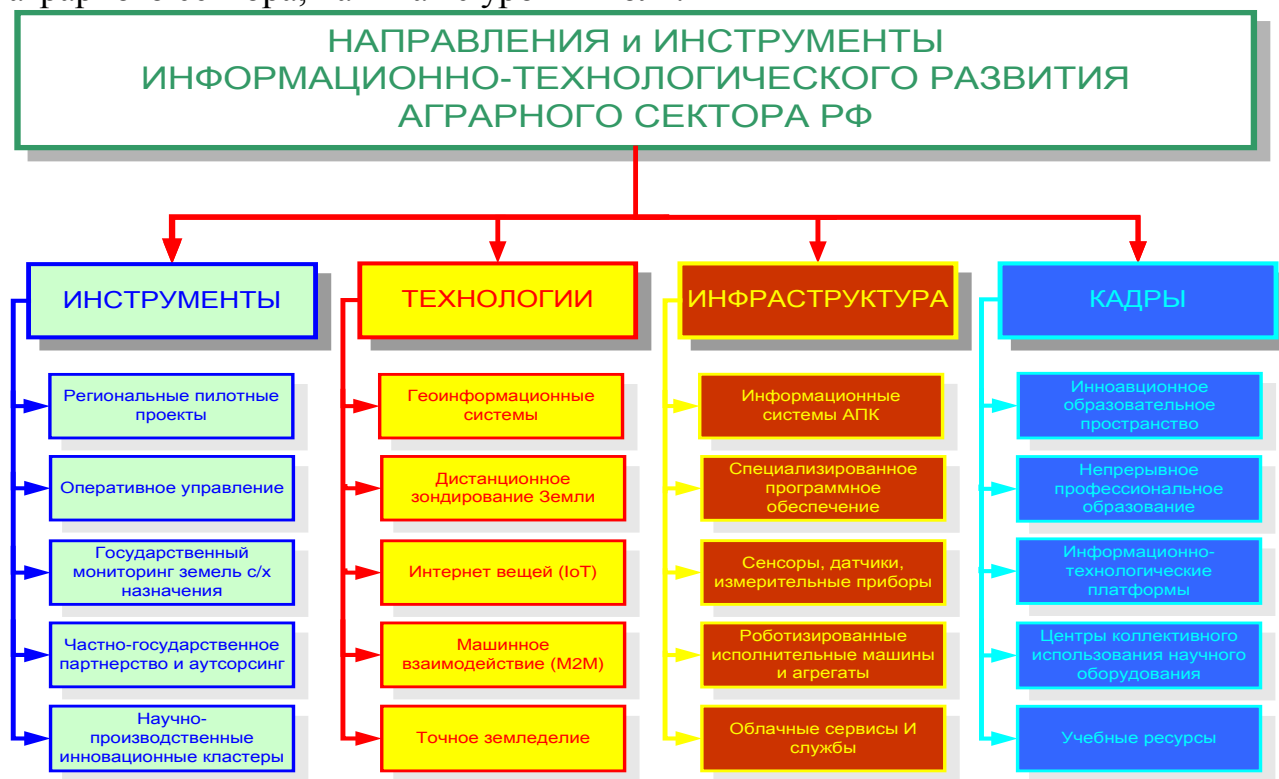 НАПРАВЛЕНИЯ и ИНСТРУМЕНТЫ
ИНФОРМАЦИОННО-ТЕХНОЛОГИЧЕСКОГО РАЗВИТИЯ
АГРАРНОГО СЕКТОРА РФ
ИНСТРУМЕНТЫ
Региональные пилотные
проекты
Оперативное управление
Государственный
мониторинг земель с/х
назначения
Частно-государственное
партнерство и аутсорсинг
Научно-
производственные
инновационные кластеры
ТЕХНОЛОГИИ
Геоинформационные
системы
Дистанционное
зондирование Земли
Интернет вещей (IoT)
Машинное
взаимодействие (M2M)
Точное земледелие
ИНФРАСТРУКТУРА
Информационные
системы АПК
Специализированное
программное
обеспечение
Сенсоры, датчики,
измерительные приборы
Роботизированные
исполнительные машины
и агрегаты
Облачные сервисы И
службы
КАДРЫ
Инноавционное
образовательное
пространство
Непрерывное
профессиональное
образование
Информационно-
технологические
платформы
Центры коллективного
использования научного
оборудования
Учебные ресурсы